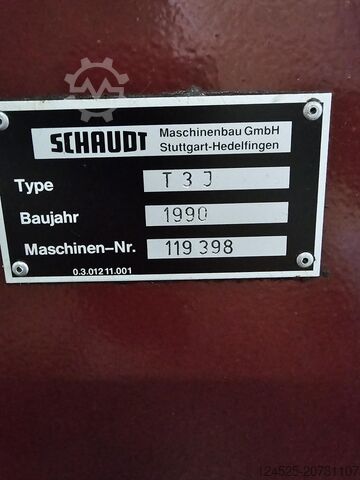 SCHAUDT
Maschinenbau GmbH
Stuttgart-Hedelfingen
Type T 3 J
Baujahr 1990
Maschinen-Nr. 119 398
0.3.012 11.001
124525-20781107